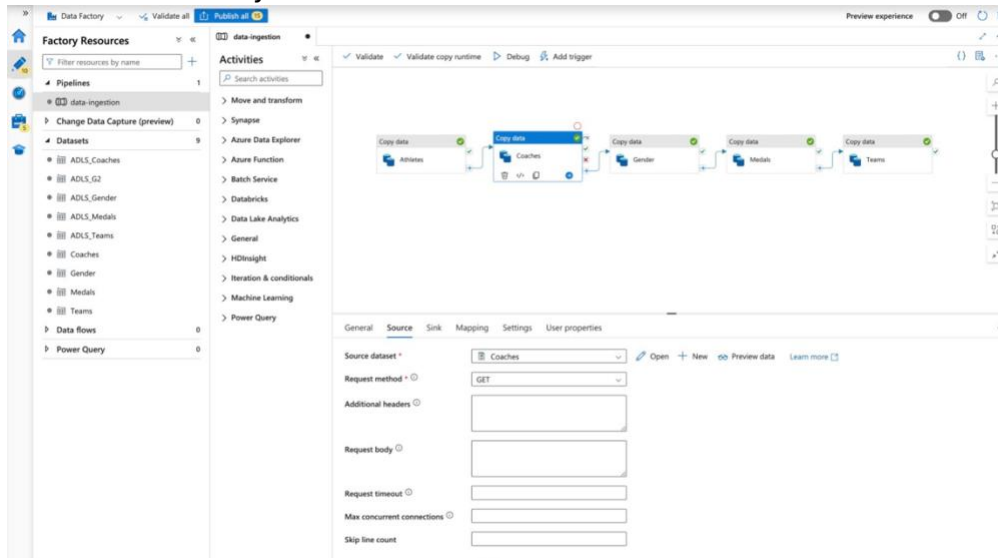 Data Factory
Validate all
Publish all 15
Preview experience
Off
Factory Resources
data-ingestion
Filter resources by name
Pipelines 1
data-ingestion
Change Data Capture (preview) 0
Datasets 9
ADLS_Coaches
ADLS_G2
ADLS_Gender
ADLS_Medals
ADLS_Teams
Coaches
Gender
Medals
Teams
Data flows 0
Power Query 0
Activities
Search activities
Move and transform
Synapse
Azure Data Explorer
Azure Function
Batch Service
Databricks
Data Lake Analytics
General
HDInsight
Iteration & conditionals
Machine Learning
Power Query
Validate Validate copy runtime Debug Add trigger
Copy data Copy data Copy data Copy data Copy data
Athletes Coaches Gender Medals Teams
General Source Sink Mapping Settings User properties
Source dataset * Coaches Open New Preview data Learn more
Request method * GET
Additional headers
Request body
Request timeout
Max concurrent connections
Skip line count